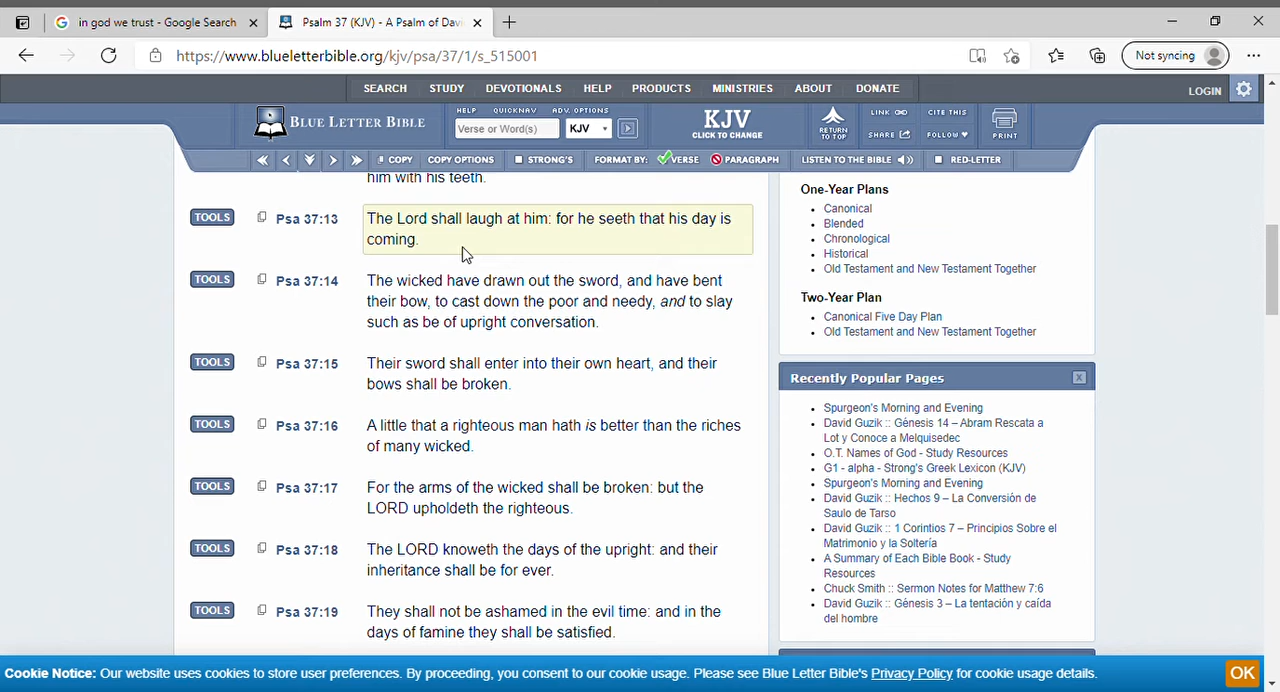 in god we trust - Google Search
Psalm 37 (KJV) - A Psalm of Davi
https://www.blueletterbible.org/kjv/psa/37/1/s_515001
Not syncing
SEARCH STUDY DEVOTIONALS HELP PRODUCTS MINISTRIES ABOUT DONATE
LOGIN
BLUE LETTER BIBLE
HELP QUICKNAV ADV. OPTIONS
Verse or Word(s)
KJV
KJV
CLICK TO CHANGE
RETURN
TO TOP
LINK
CITE THIS
SHARE
FOLLOW
PRINT
COPY COPY OPTIONS STRONG'S FORMAT BY: VERSE PARAGRAPH LISTEN TO THE BIBLE RED-LETTER
him with his teeth.
TOOLS Psa 37:13 The Lord shall laugh at him: for he seeth that his day is
coming.
TOOLS Psa 37:14 The wicked have drawn out the sword, and have bent
their bow, to cast down the poor and needy, and to slay
such as be of upright conversation.
TOOLS Psa 37:15 Their sword shall enter into their own heart, and their
bows shall be broken.
TOOLS Psa 37:16 A little that a righteous man hath is better than the riches
of many wicked.
TOOLS Psa 37:17 For the arms of the wicked shall be broken: but the
LORD upholdeth the righteous.
TOOLS Psa 37:18 The LORD knoweth the days of the upright: and their
inheritance shall be for ever.
TOOLS Psa 37:19 They shall not be ashamed in the evil time: and in the
days of famine they shall be satisfied.
One-Year Plans
Canonical
Blended
Chronological
Historical
Old Testament and New Testament Together
Two-Year Plan
Canonical Five Day Plan
Old Testament and New Testament Together
Recently Popular Pages
Spurgeon's Morning and Evening
David Guzik :: Génesis 14 – Abram Rescata a
Lot y Conoce a Melquisedec
O.T. Names of God - Study Resources
G1 - alpha - Strong's Greek Lexicon (KJV)
Spurgeon's Morning and Evening
David Guzik :: Hechos 9 – La Conversión de
Saulo de Tarso
David Guzik :: 1 Corintios 7 – Principios Sobre el
Matrimonio y la Soltería
A Summary of Each Bible Book - Study
Resources
Chuck Smith :: Sermon Notes for Matthew 7:6
David Guzik :: Génesis 3 – La tentación y caída
del hombre
Cookie Notice: Our website uses cookies to store user preferences. By proceeding, you consent to our cookie usage. Please see Blue Letter Bible's Privacy Policy for cookie usage details.
OK